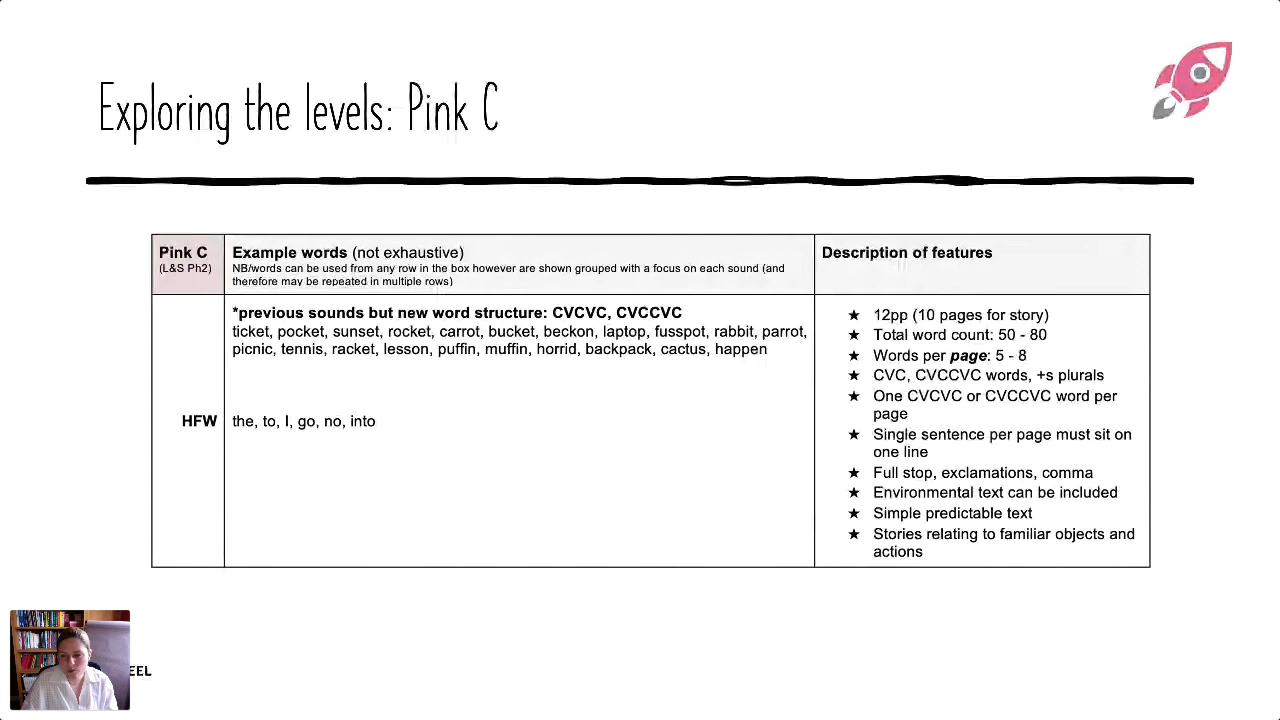 Exploring the levels: Pink C
Pink C
(L&S Ph2)
Example words (not exhaustive)
NB/words can be used from any row in the box however are shown grouped with a focus on each sound (and
therefore may be repeated in multiple rows)
Description of features
*previous sounds but new word structure: CVCVC, CVCCVC
ticket, pocket, sunset, rocket, carrot, bucket, beckon, laptop, fusspot, rabbit, parrot,
picnic, tennis, racket, lesson, puffin, muffin, horrid, backpack, cactus, happen
HFW
the, to, I, go, no, into
★ 12pp (10 pages for story)
★ Total word count: 50 - 80
★ Words per page: 5 - 8
★ CVC, CVCCVC words, +s plurals
★ One CVCVC or CVCCVC word per
page
★ Single sentence per page must sit on
one line
★ Full stop, exclamations, comma
★ Environmental text can be included
★ Simple predictable text
★ Stories relating to familiar objects and
actions
EEL